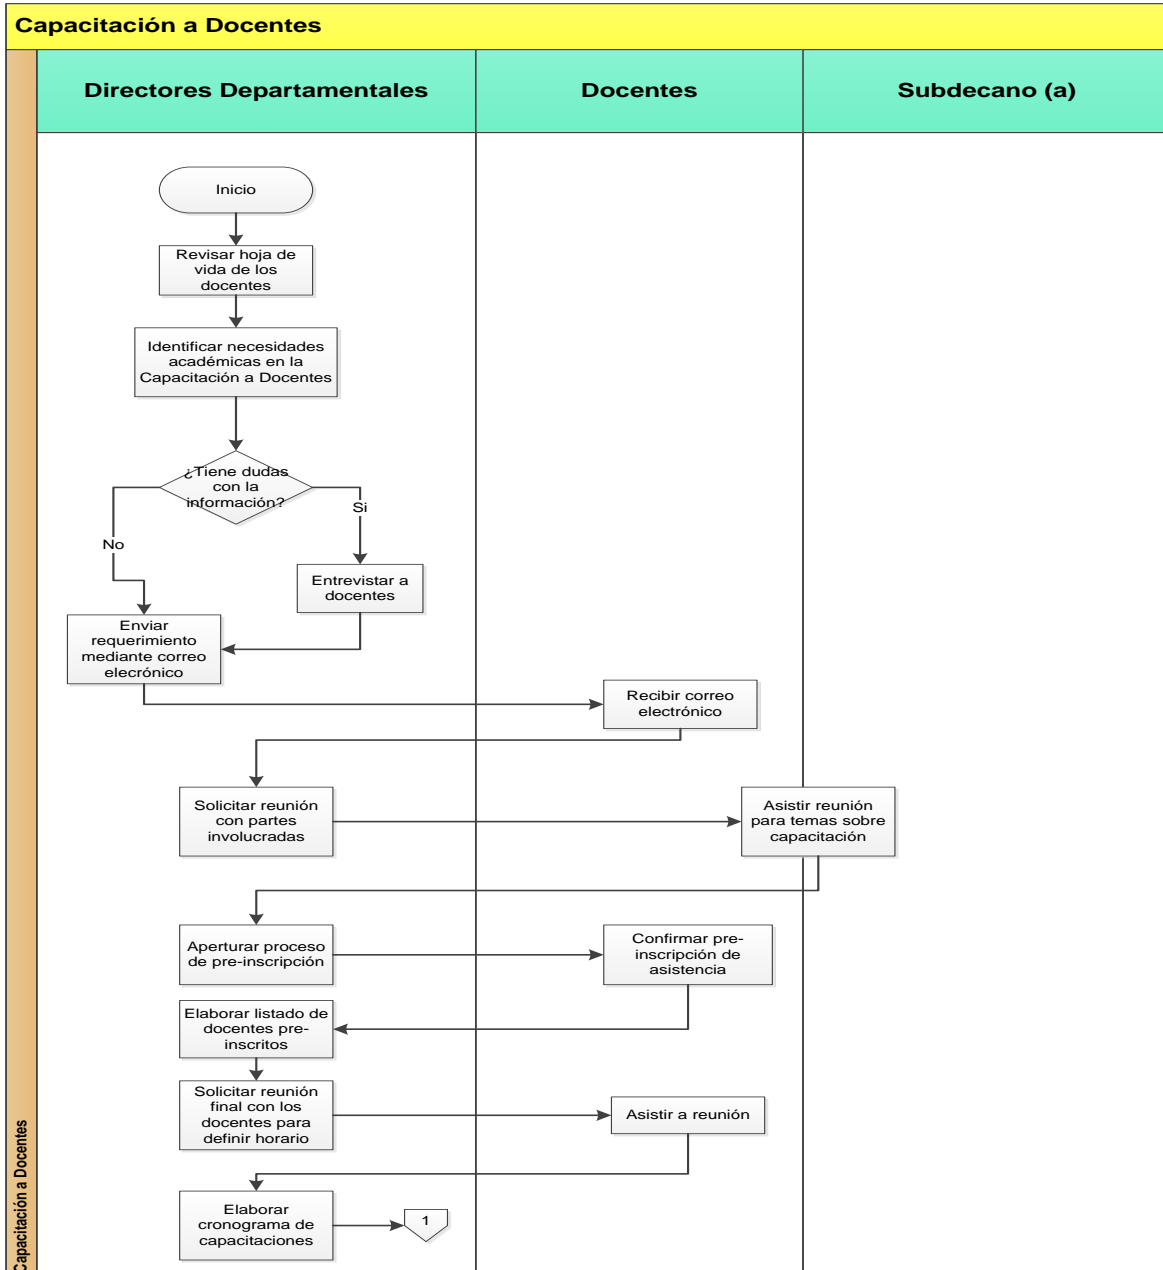 Capacitación a Docentes
Directores Departamentales
Docentes
Subdecano (a)
Inicio
Revisar hoja de
vida de los
docentes
Identificar necesidades
académicas en la
Capacitación a Docentes
¿Tiene dudas
con la
información?
Si
No
Entrevistar a
docentes
Enviar
requerimiento
mediante correo
elecrónico
Recibir correo
electrónico
Solicitar reunión
con partes
involucradas
Asistir reunión
para temas sobre
capacitación
Aperturar proceso
de pre-inscripción
Confirmar pre-
inscripción de
asistencia
Elaborar listado de
docentes pre-
inscritos
Solicitar reunión
final con los
docentes para
definir horario
Asistir a reunión
Elaborar
cronograma de
capacitaciones
1
Capacitación a Docentes